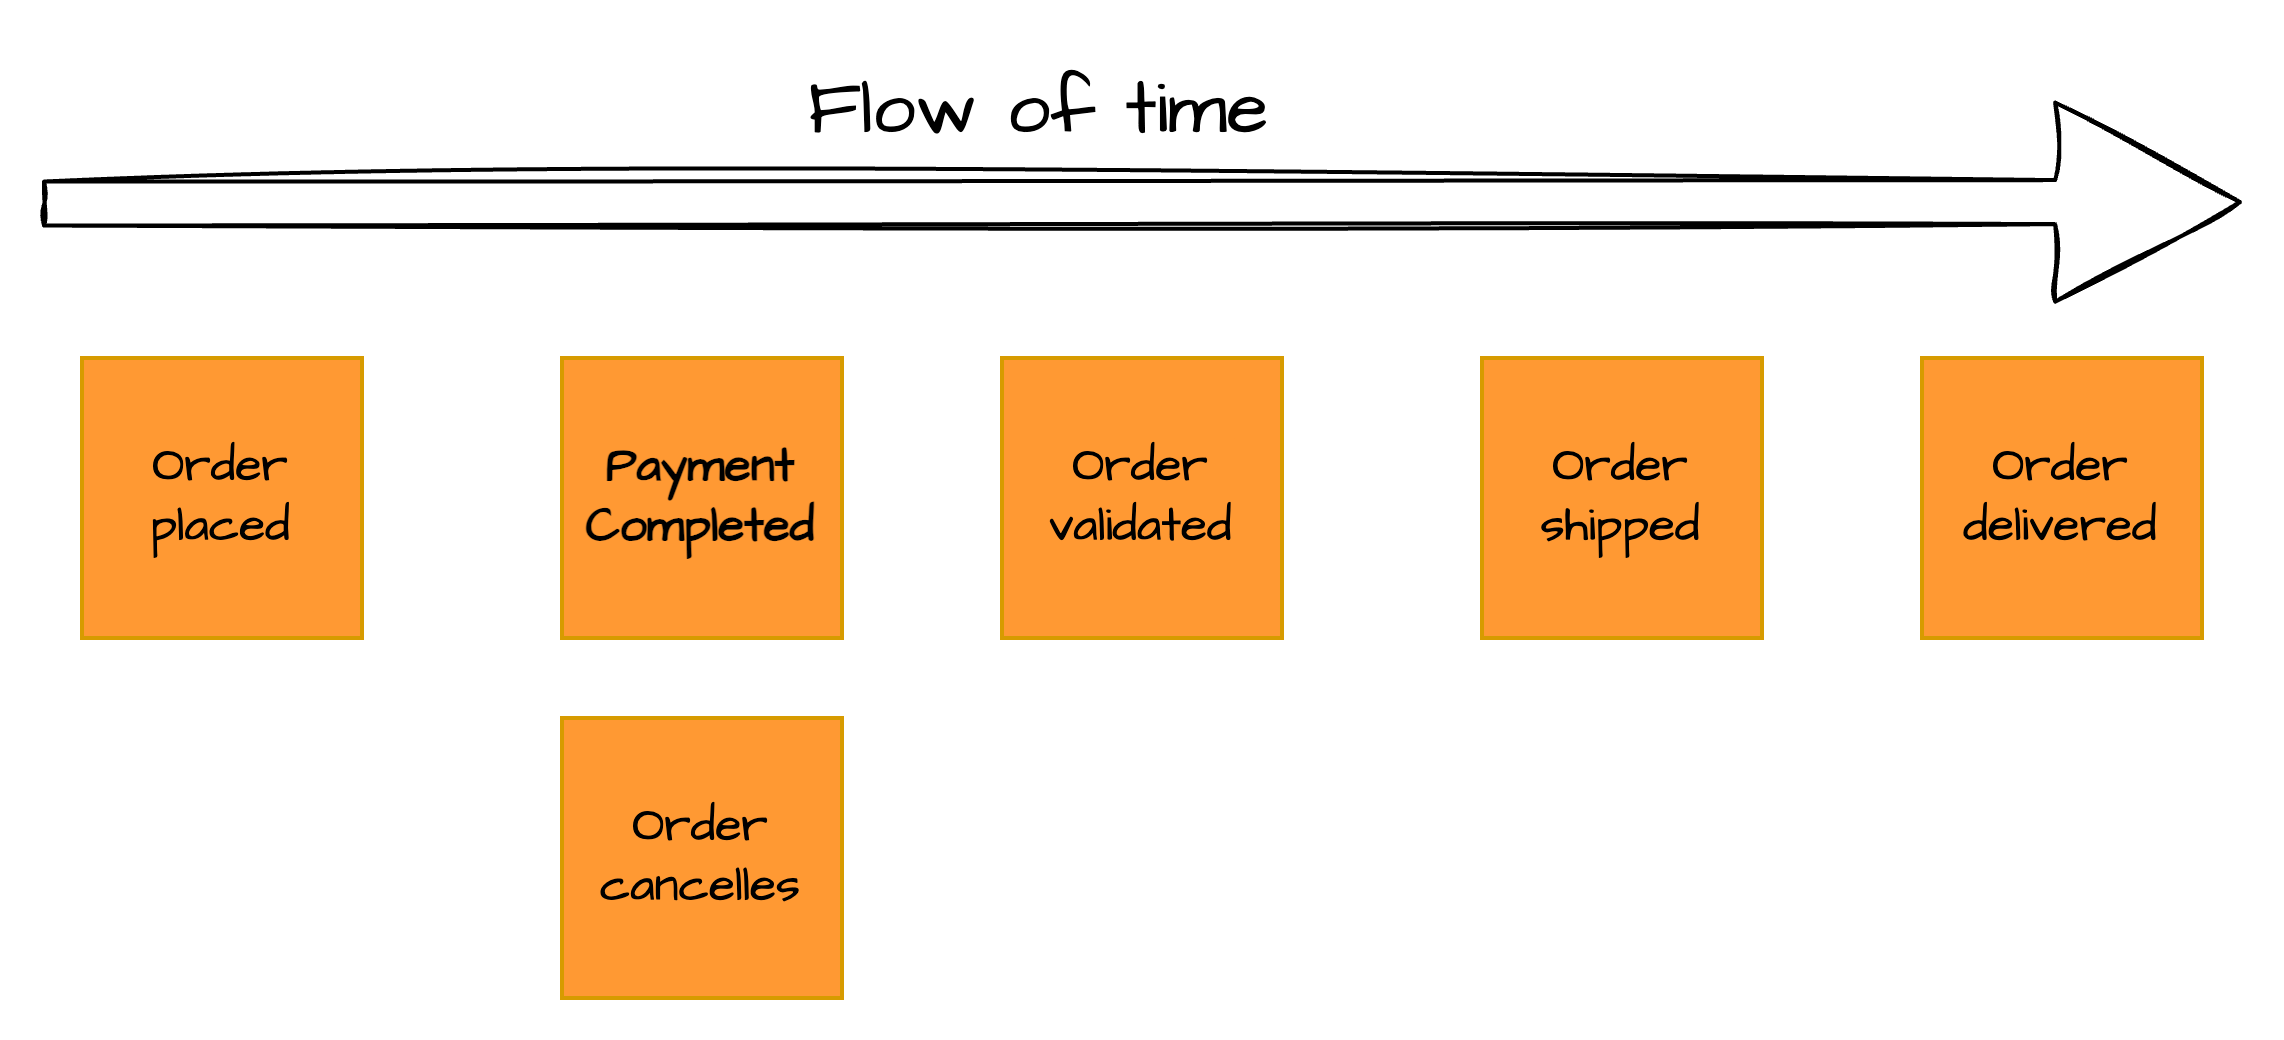 Flow of time
Order
placed
Payment
Completed
Order
validated
Order
shipped
Order
delivered
Order
cancelles